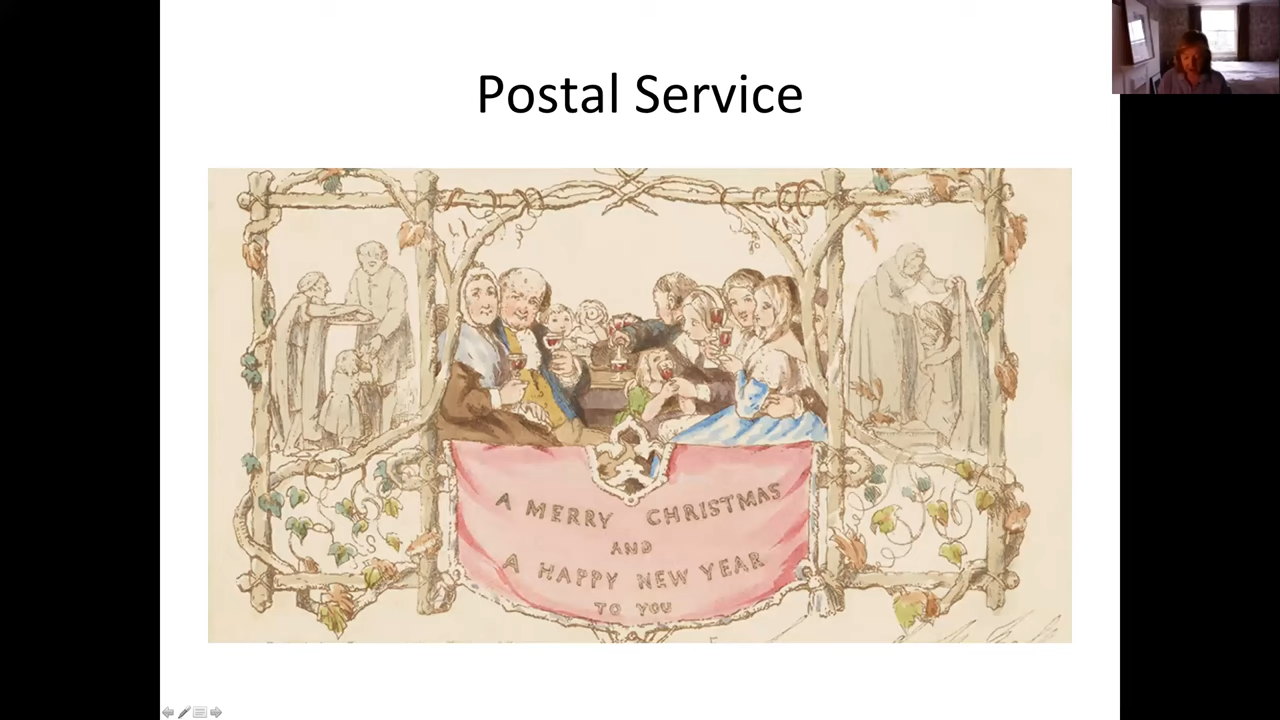 Postal Service
A MERRY CHRISTMAS
AND
A HAPPY NEW YEAR
TO YOU